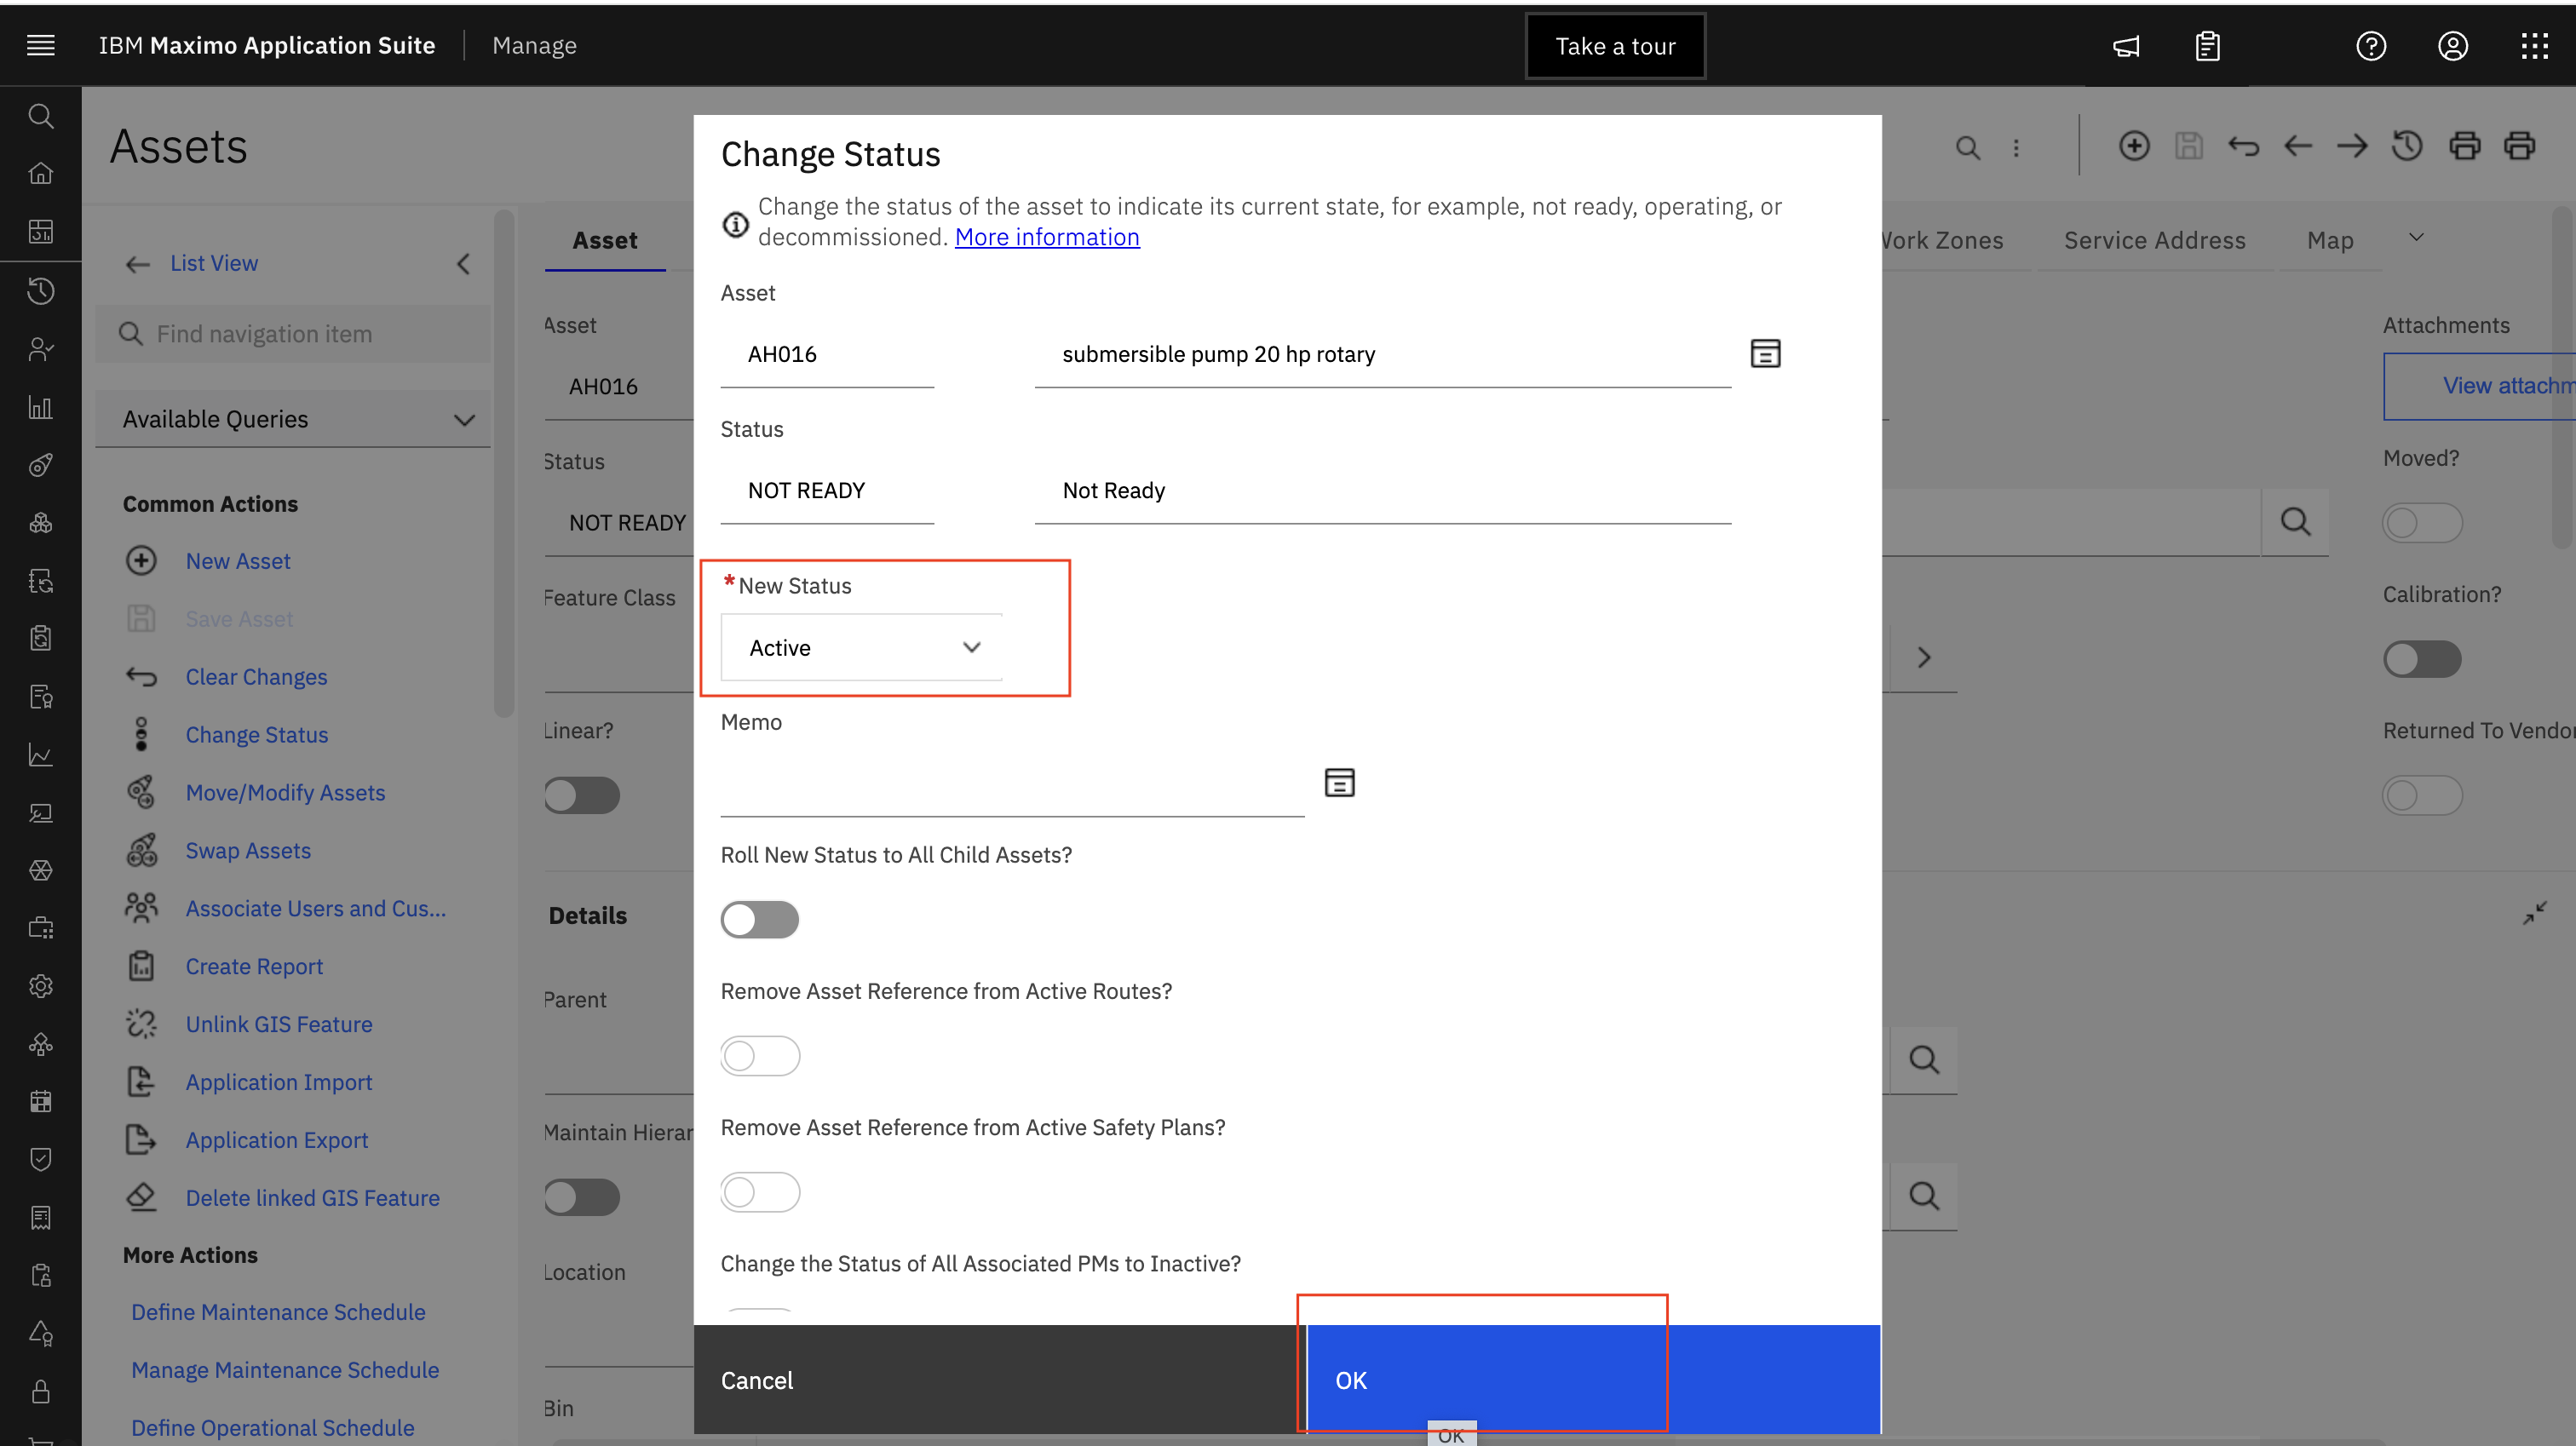 IBM Maximo Application Suite
Manage
Take a tour
Assets
List View
Find navigation item
Available Queries
Common Actions
New Asset
Save Asset
Clear Changes
Change Status
Move/Modify Assets
Swap Assets
Associate Users and Cus...
Create Report
Unlink GIS Feature
Application Import
Application Export
Delete linked GIS Feature
More Actions
Define Maintenance Schedule
Manage Maintenance Schedule
Define Operational Schedule
Asset
Asset
AH016
Status
NOT READY
Feature Class
Linear?
Details
Parent
Maintain Hierar
Location
Bin
Change Status
Change the status of the asset to indicate its current state, for example, not ready, operating, or
decommissioned. More information
Asset
AH016 submersible pump 20 hp rotary
Status
NOT READY Not Ready
*New Status
Active
Memo
Roll New Status to All Child Assets?
Remove Asset Reference from Active Routes?
Remove Asset Reference from Active Safety Plans?
Change the Status of All Associated PMs to Inactive?
Cancel
OK
OK
Work Zones
Service Address
Map
Attachments
View attachm
Moved?
Calibration?
Returned To Vendor